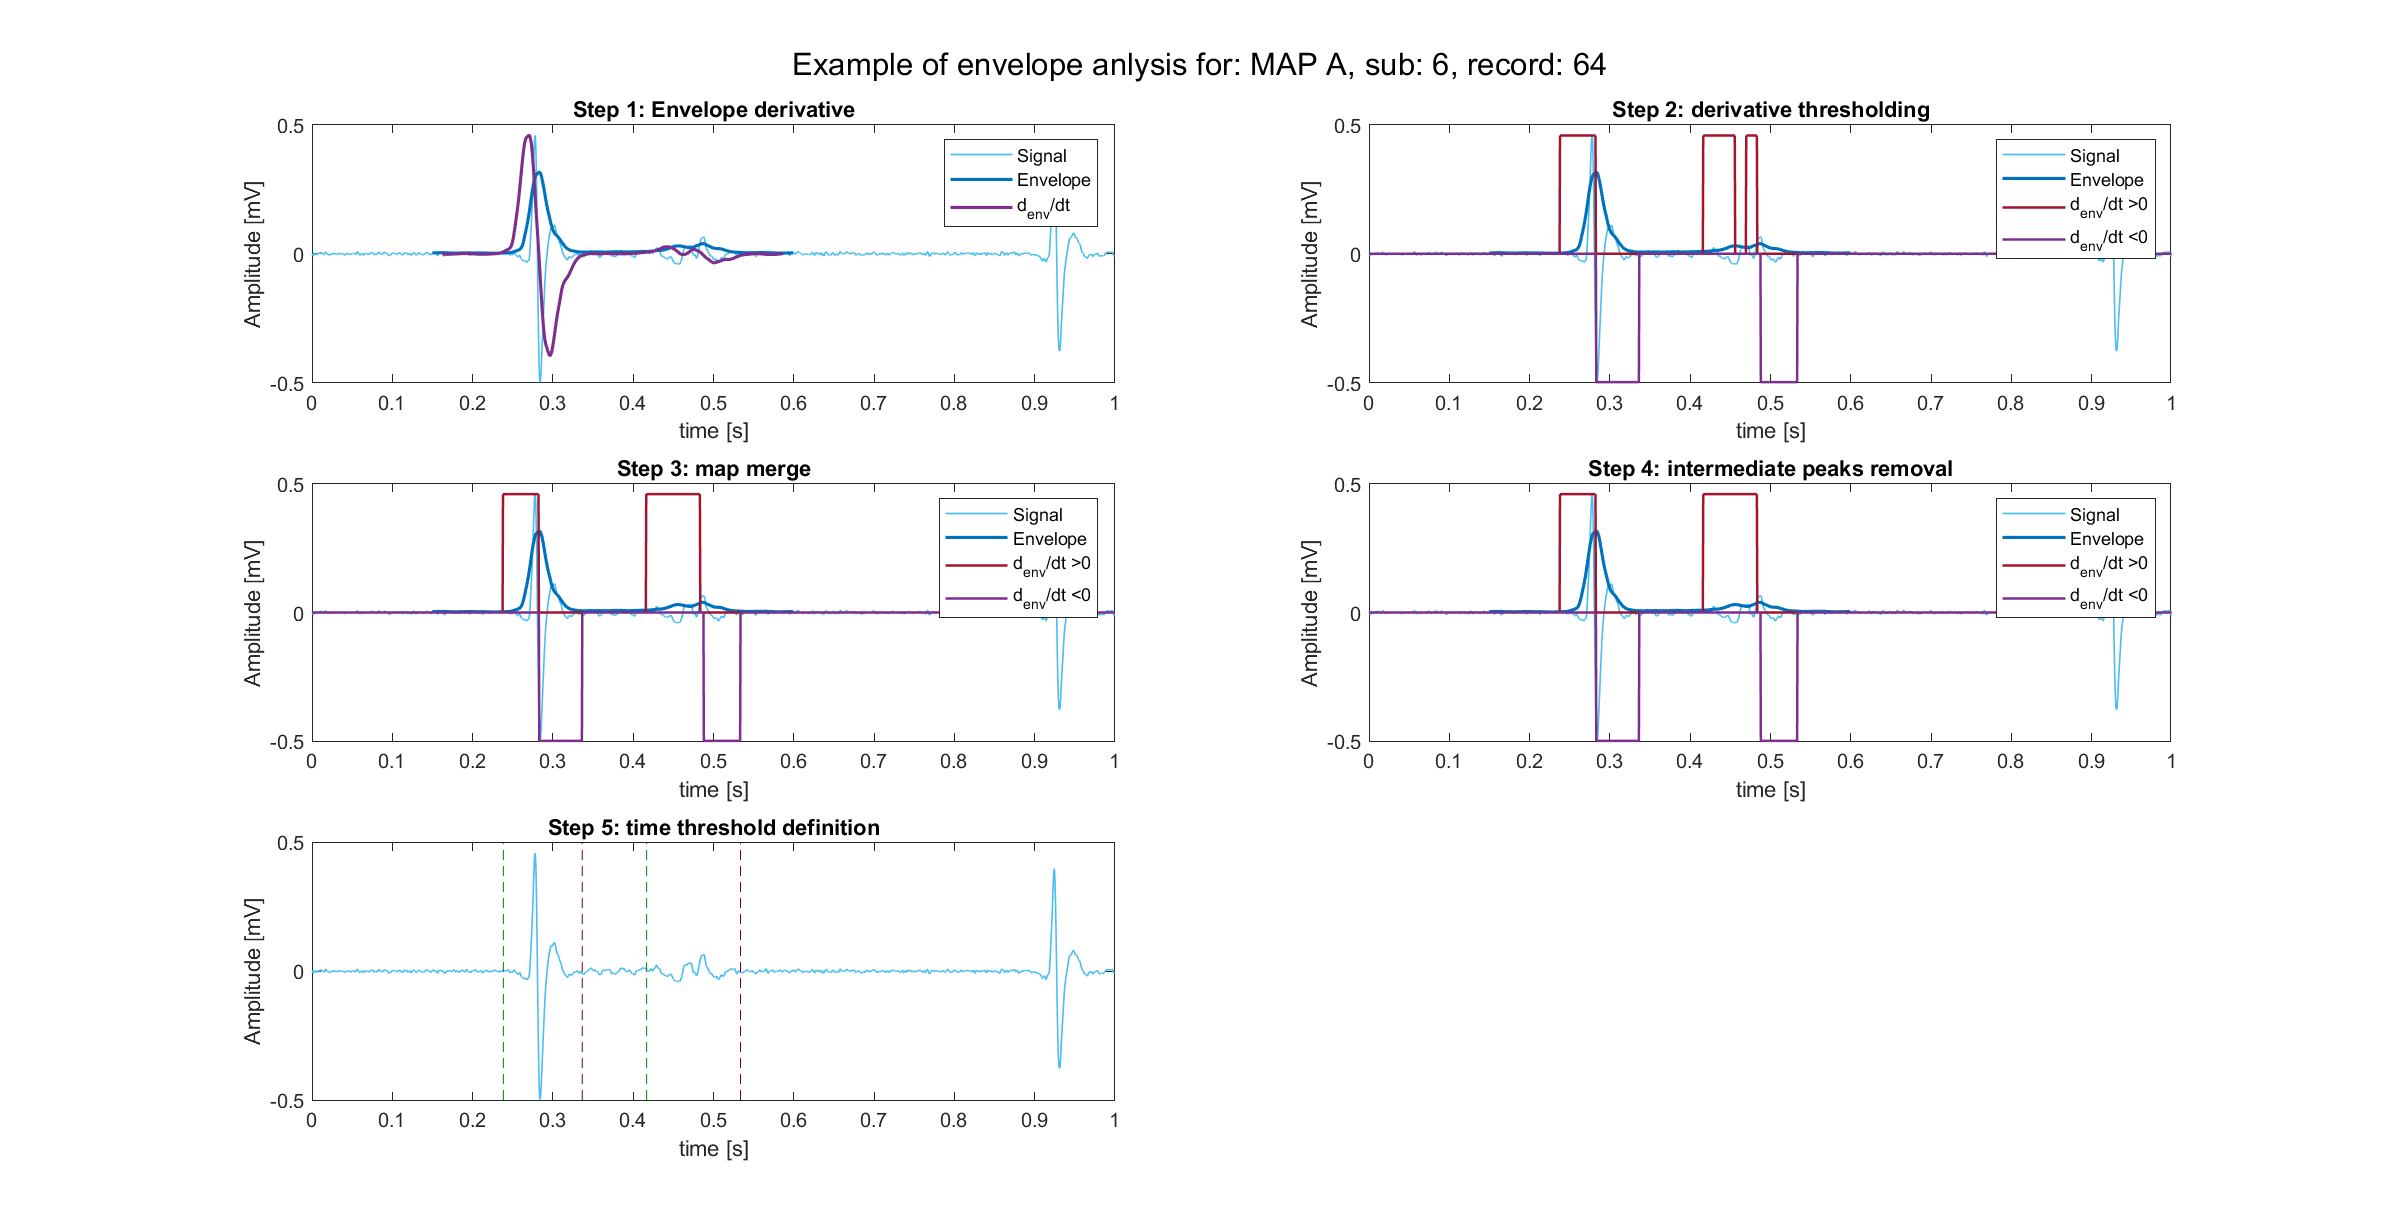 Example of envelope anlysis for: MAP A, sub: 6, record: 64
Step 1: Envelope derivative
0.5
0
-0.5
Amplitude [mV]
0 0.1 0.2 0.3 0.4 0.5 0.6 0.7 0.8 0.9 1
time [s]
Signal
Envelope
d_env/dt
Step 2: derivative thresholding
0.5
0
-0.5
Amplitude [mV]
0 0.1 0.2 0.3 0.4 0.5 0.6 0.7 0.8 0.9 1
time [s]
Signal
Envelope
d_env/dt >0
d_env/dt <0
Step 3: map merge
0.5
0
-0.5
Amplitude [mV]
0 0.1 0.2 0.3 0.4 0.5 0.6 0.7 0.8 0.9 1
time [s]
Signal
Envelope
d_env/dt >0
d_env/dt <0
Step 4: intermediate peaks removal
0.5
0
-0.5
Amplitude [mV]
0 0.1 0.2 0.3 0.4 0.5 0.6 0.7 0.8 0.9 1
time [s]
Signal
Envelope
d_env/dt >0
d_env/dt <0
Step 5: time threshold definition
0.5
0
-0.5
Amplitude [mV]
0 0.1 0.2 0.3 0.4 0.5 0.6 0.7 0.8 0.9 1
time [s]